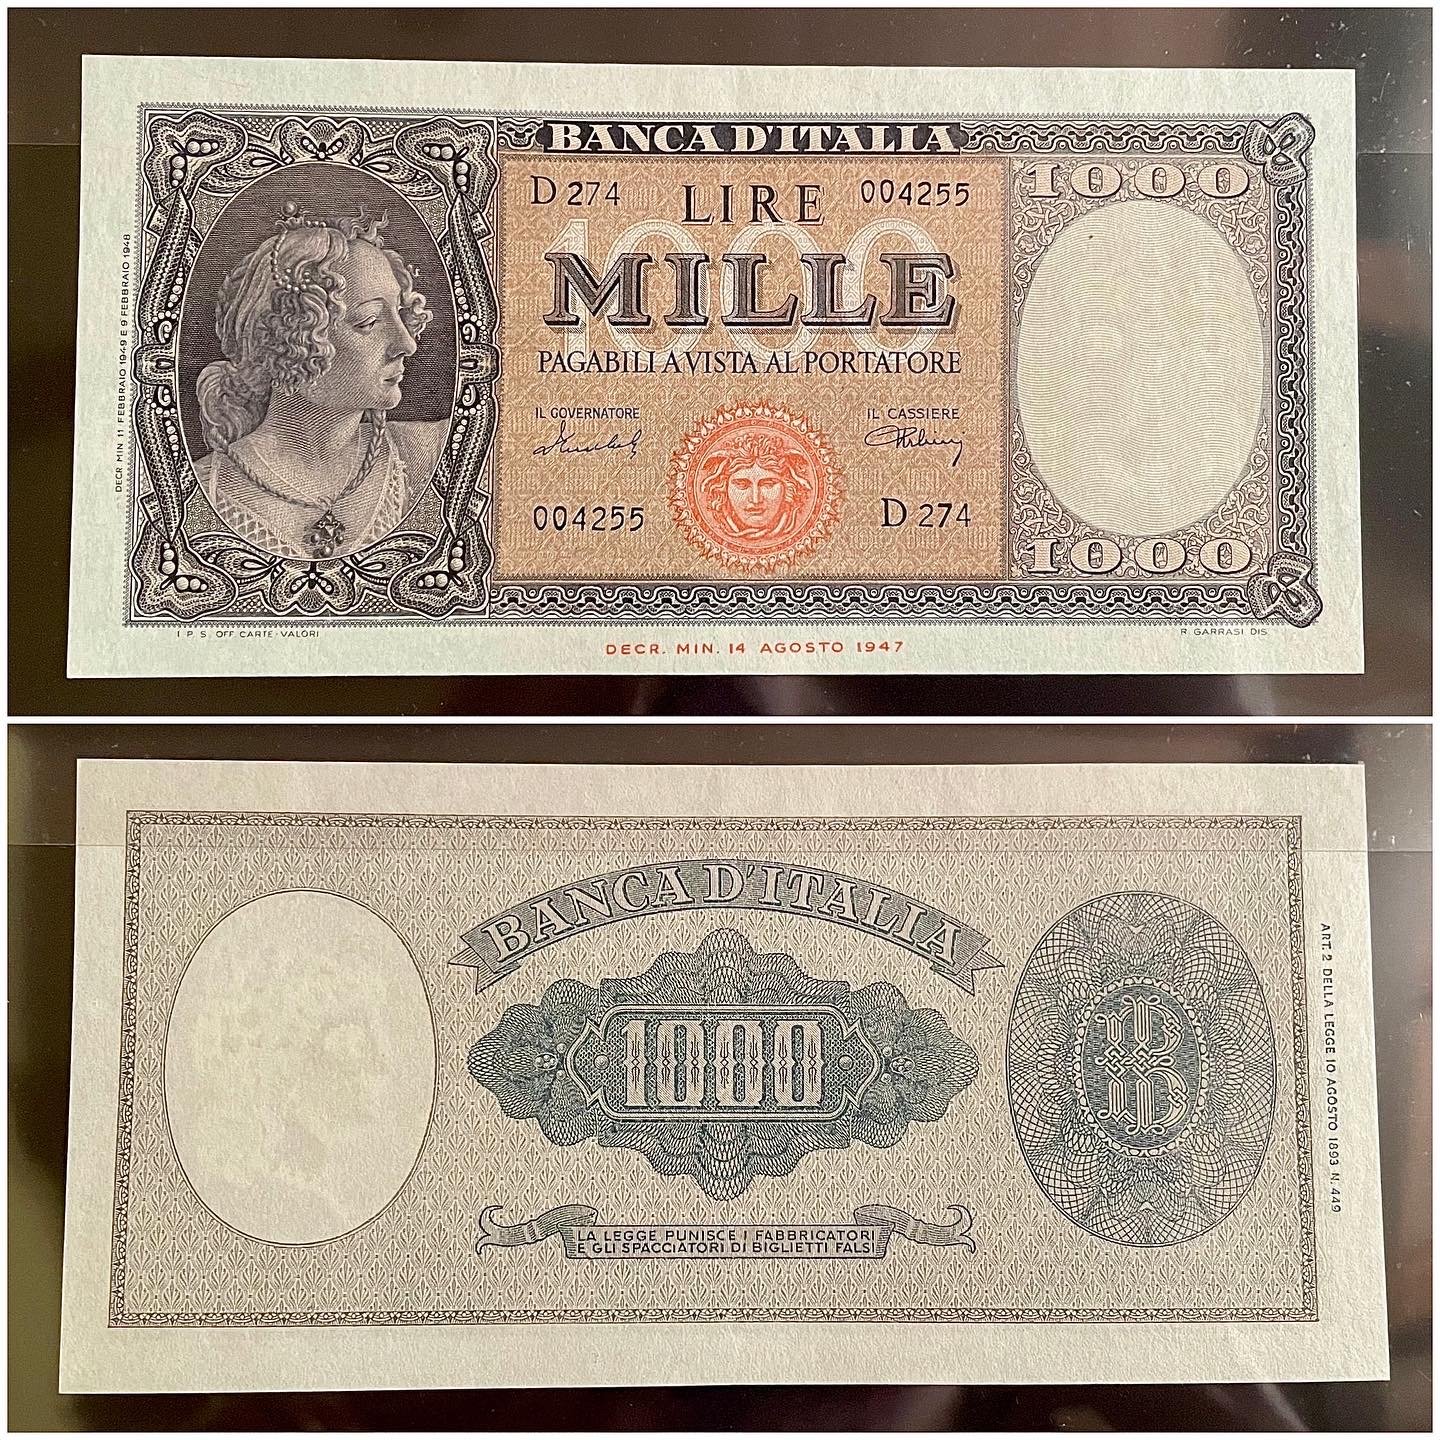 BANCA D'ITALIA
D 274 LIRE 004255
1000
MILLE
PAGABILI A VISTA AL PORTATORE
IL GOVERNATORE IL CASSIERE
004255 D 274
1000
1000
DECR. MIN. 11 FEBBRAIO 1949 E 9 FEBBRAIO 1948
I. P. S. OFF. CARTE-VALORI
R. GARRASI DIS.
DECR. MIN. 14 AGOSTO 1947
BANCA D'ITALIA
1000
LA LEGGE PUNISCE I FABBRICATORI
E GLI SPACCIATORI DI BIGLIETTI FALSI
ART. 2 DELLA LEGGE 10 AGOSTO 1893 N. 449